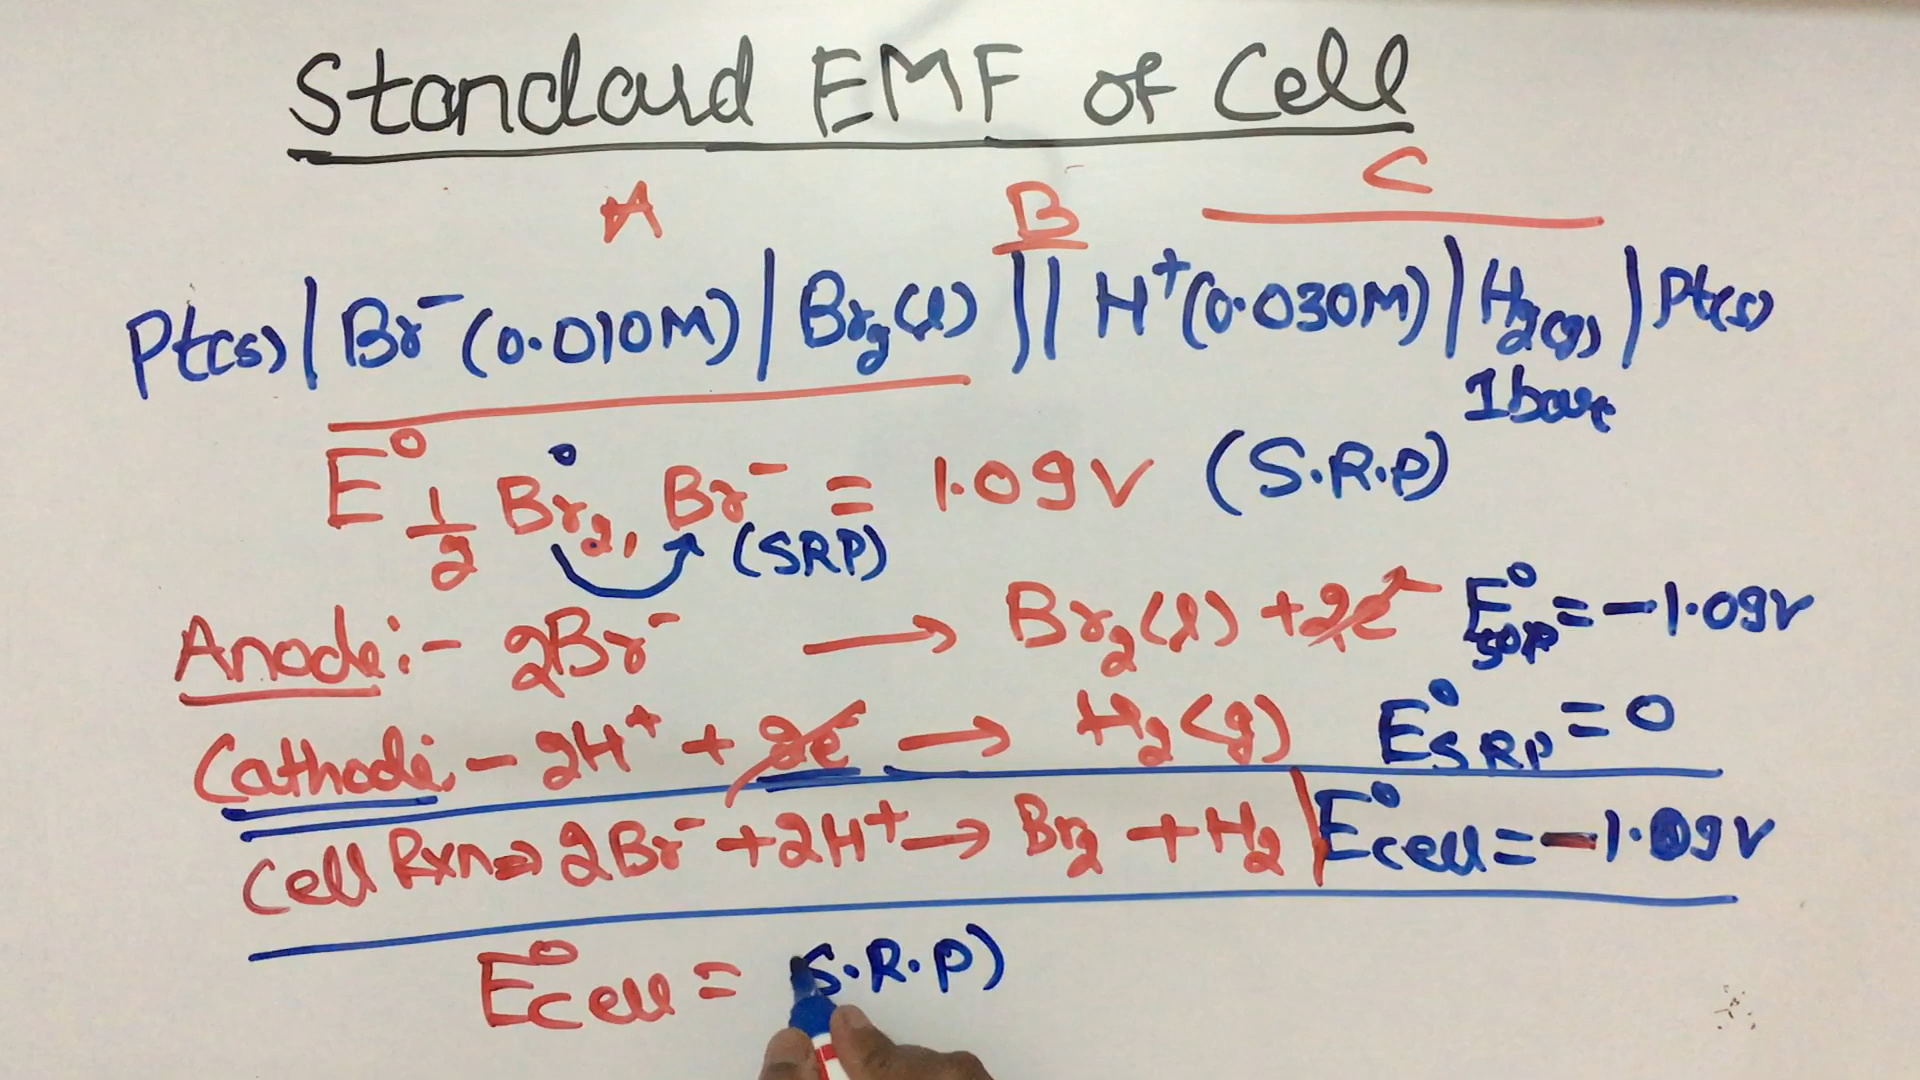 Standard EMF of Cell
A B C
Pt(s) | Br⁻ (0.010M) | Br₂(l) || H⁺(0.030M) | H₂(g) | Pt(s)
1 bar
E° ½ Br₂°, Br⁻ = 1.09V (S.R.P)
(SRP)
Anode:- 2Br⁻ → Br₂(l) + 2e⁻ E°SOP = -1.09V
Cathode:- 2H⁺ + 2e → H₂(g) E°SRP = 0
Cell Rxn⇒ 2Br⁻ + 2H⁺ → Br₂ + H₂ | E°cell = -1.09V
E°cell = S.R.P)